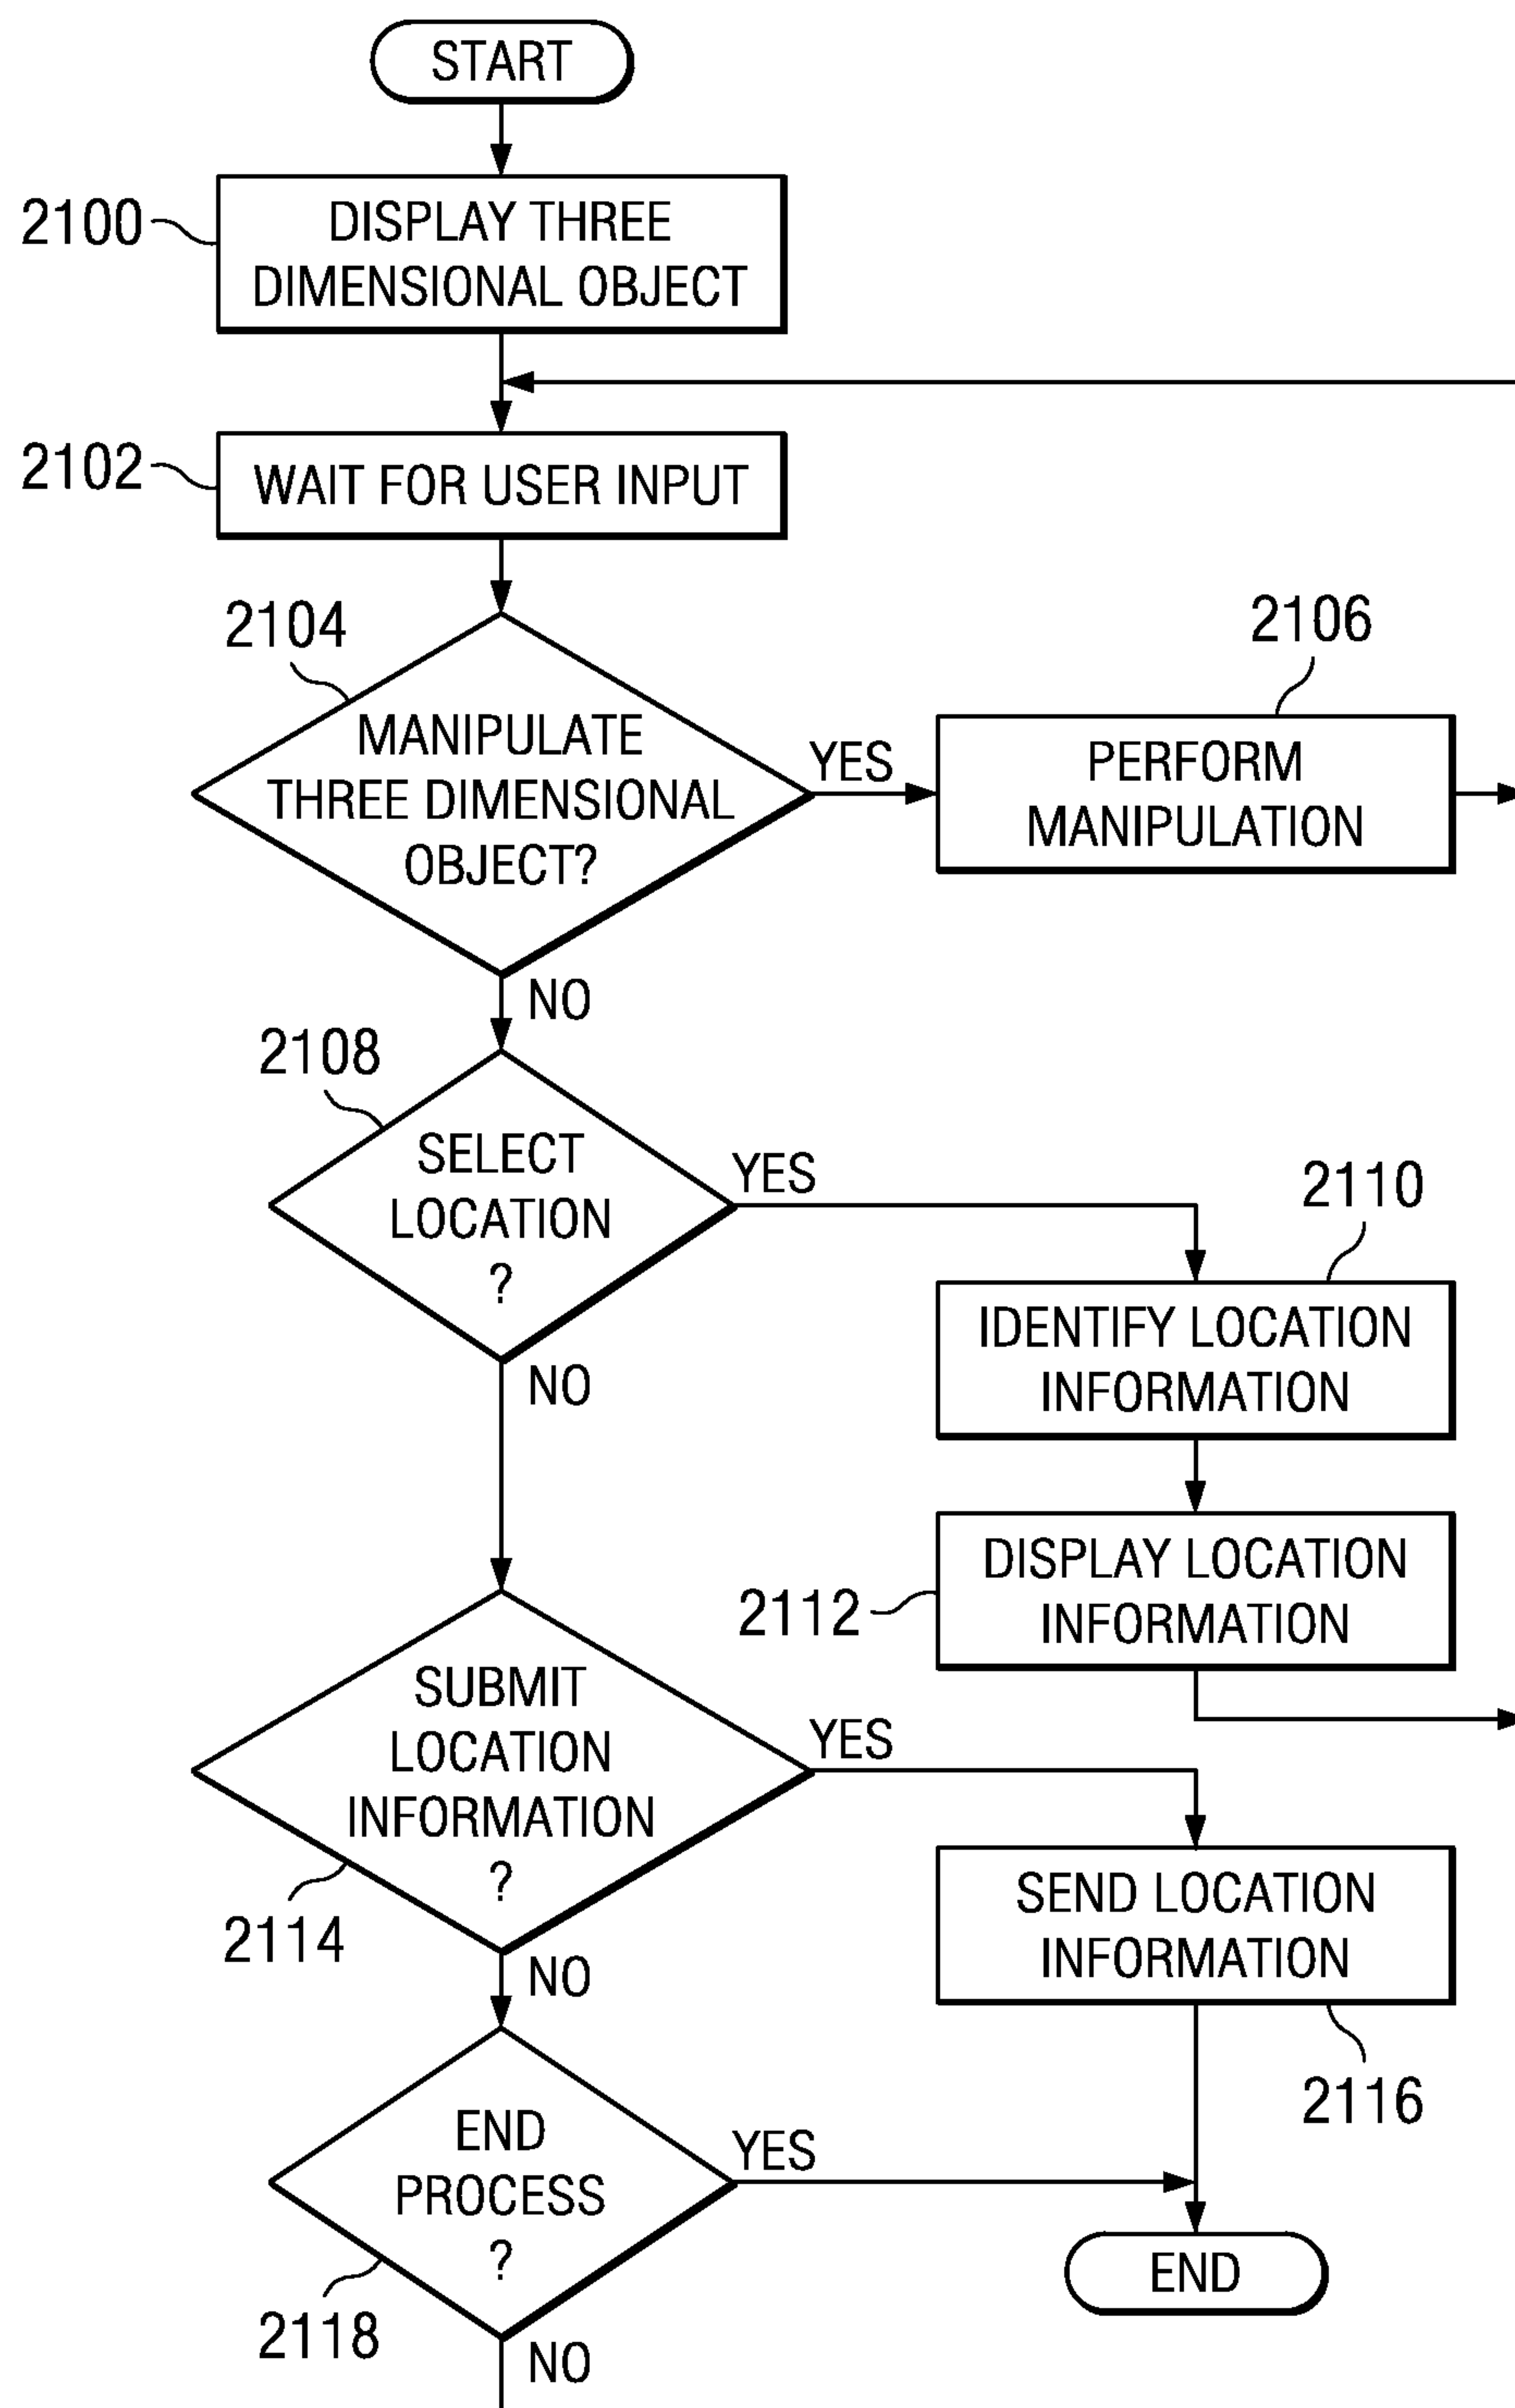 START
2100
DISPLAY THREE
DIMENSIONAL OBJECT
2102
WAIT FOR USER INPUT
2104
MANIPULATE
THREE DIMENSIONAL
OBJECT?
YES
2106
PERFORM
MANIPULATION
NO
2108
SELECT
LOCATION
?
YES
2110
IDENTIFY LOCATION
INFORMATION
NO
2112
DISPLAY LOCATION
INFORMATION
SUBMIT
LOCATION
INFORMATION
?
2114
YES
SEND LOCATION
INFORMATION
2116
NO
END
PROCESS
?
2118
YES
END
NO